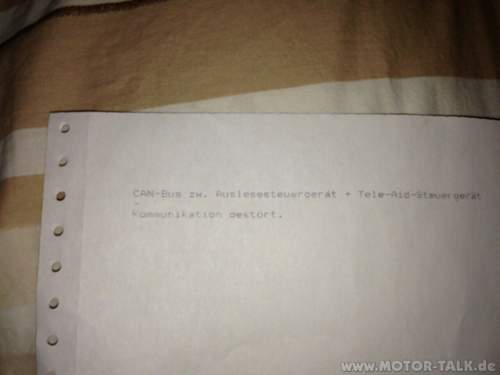 CAN-Bus zw. Auslesesteuergerät + Tele-Aid-Steuergerät
-
Kommunikation gestört.
www.MOTOR-TALK.de